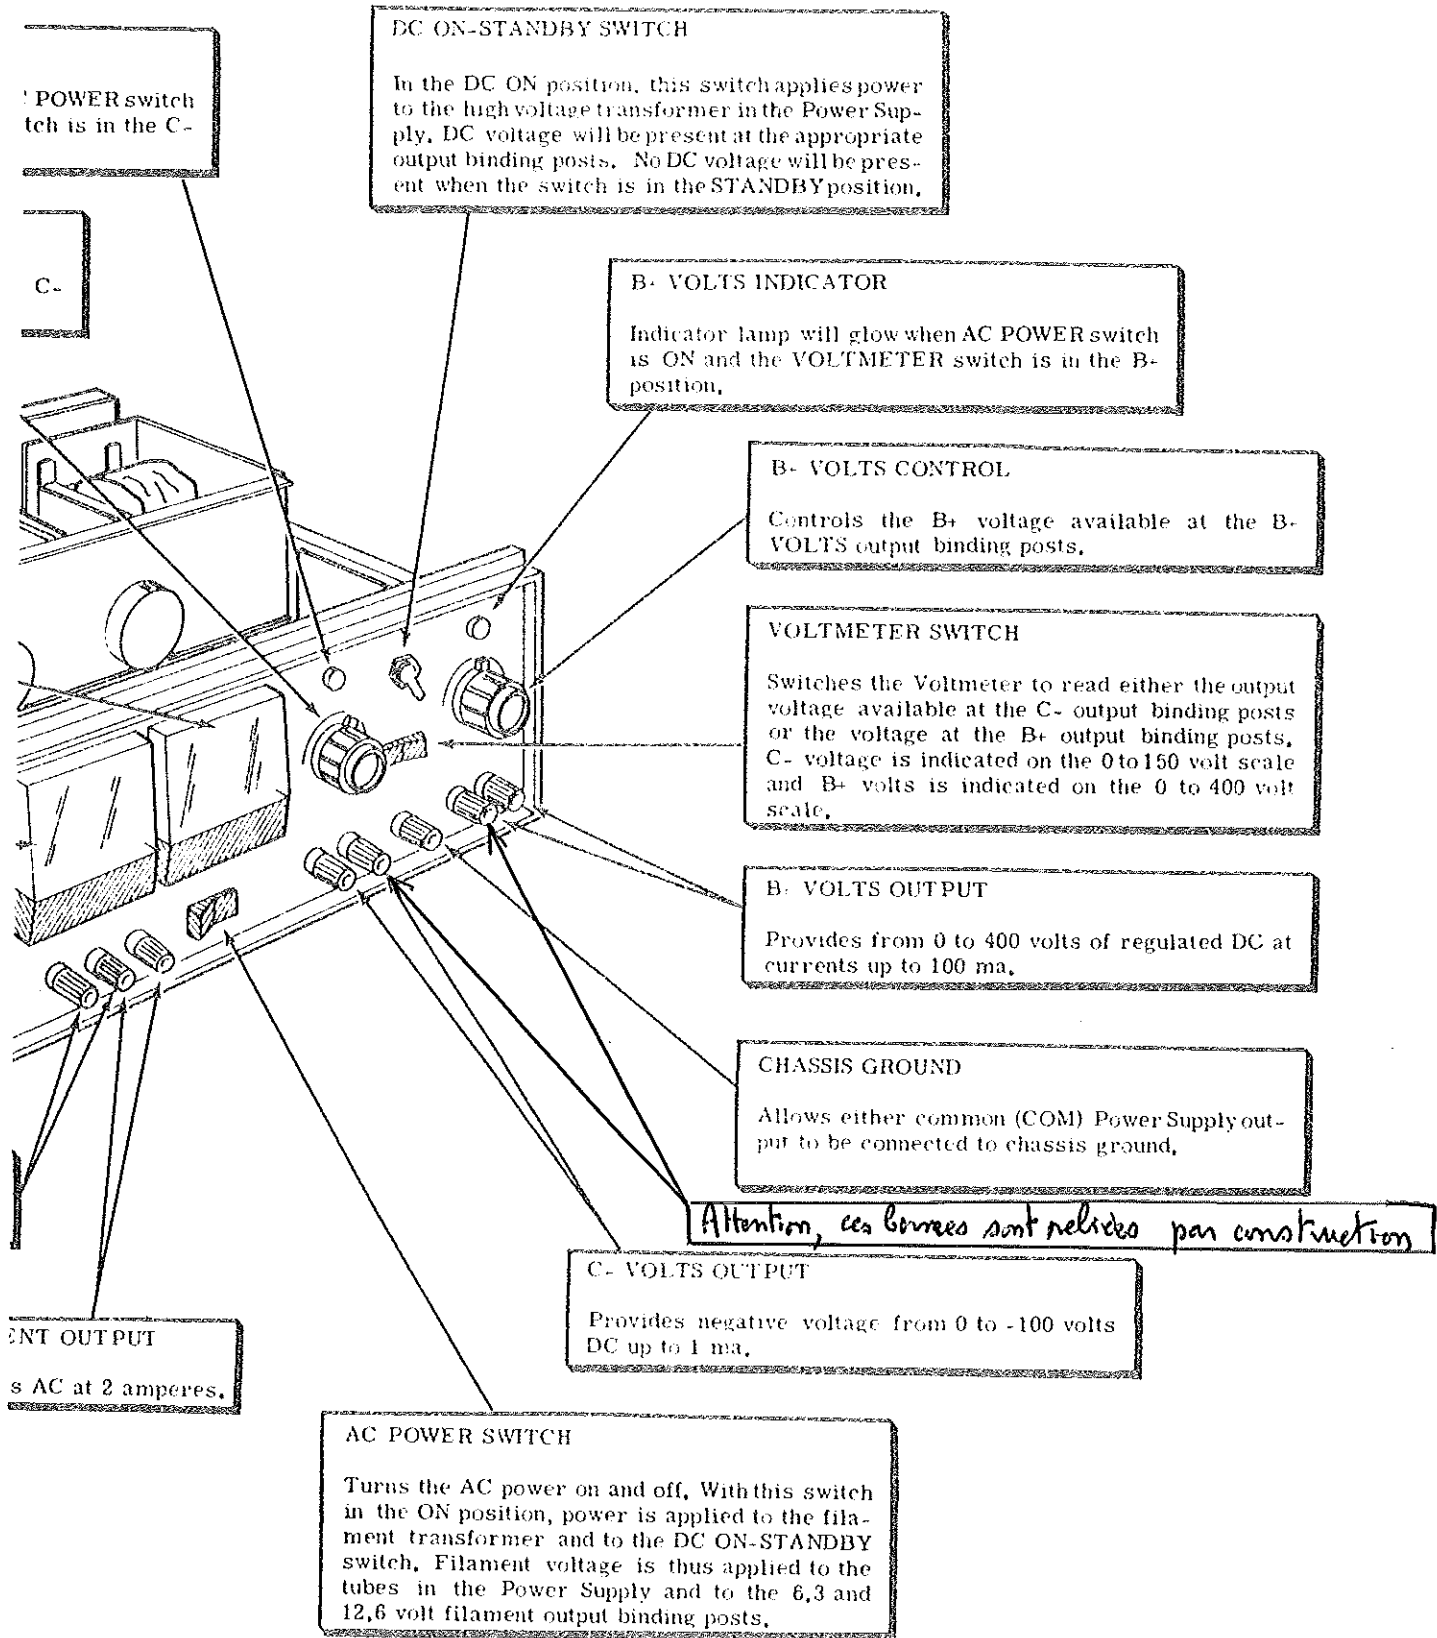 DC ON-STANDBY SWITCH
In the DC ON position, this switch applies power
to the high voltage transformer in the Power Sup-
ply. DC voltage will be present at the appropriate
output binding posts. No DC voltage will be pres-
ent when the switch is in the STANDBY position.
POWER switch
tch is in the C-
C-
B+ VOLTS INDICATOR
Indicator lamp will glow when AC POWER switch
is ON and the VOLTMETER switch is in the B+
position.
B+ VOLTS CONTROL
Controls the B+ voltage available at the B+
VOLTS output binding posts.
VOLTMETER SWITCH
Switches the Voltmeter to read either the output
voltage available at the C- output binding posts
or the voltage at the B+ output binding posts.
C- voltage is indicated on the 0 to 150 volt scale
and B+ volts is indicated on the 0 to 400 volt
scale.
B+ VOLTS OUTPUT
Provides from 0 to 400 volts of regulated DC at
currents up to 100 ma.
CHASSIS GROUND
Allows either common (COM) Power Supply out-
put to be connected to chassis ground.
Attention, ces bornes sont reliées par construction
C- VOLTS OUTPUT
Provides negative voltage from 0 to -100 volts
DC up to 1 ma.
ENT OUTPUT
s AC at 2 amperes.
AC POWER SWITCH
Turns the AC power on and off. With this switch
in the ON position, power is applied to the fila-
ment transformer and to the DC ON-STANDBY
switch. Filament voltage is thus applied to the
tubes in the Power Supply and to the 6.3 and
12.6 volt filament output binding posts.